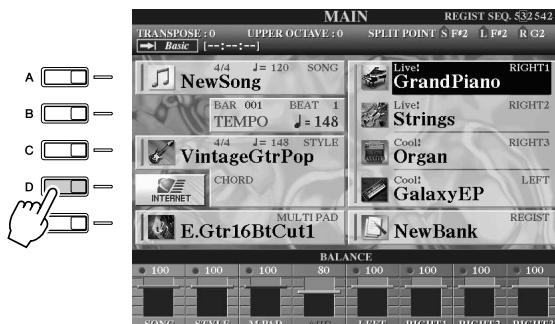 MAIN
REGIST SEQ. 532542
TRANSPOSE : 0 UPPER OCTAVE : 0 SPLIT POINT S F#2 L F#2 R G2
Basic [--:--:--]
A
B
C
D
4/4 ♩= 120 SONG
NewSong
BAR 001 BEAT 1
TEMPO ♩= 148
4/4 ♩= 148 STYLE
VintageGtrPop
CHORD
INTERNET
MULTI PAD
E.Gtr16BtCut1
Live! RIGHT1
GrandPiano
Live! RIGHT2
Strings
Cool! RIGHT3
Organ
Cool! LEFT
GalaxyEP
REGIST
NewBank
BALANCE
100 100 100 80 100 100 100 100
SONG STYLE M.PAD LEFT RIGHT1 RIGHT2 RIGHT3